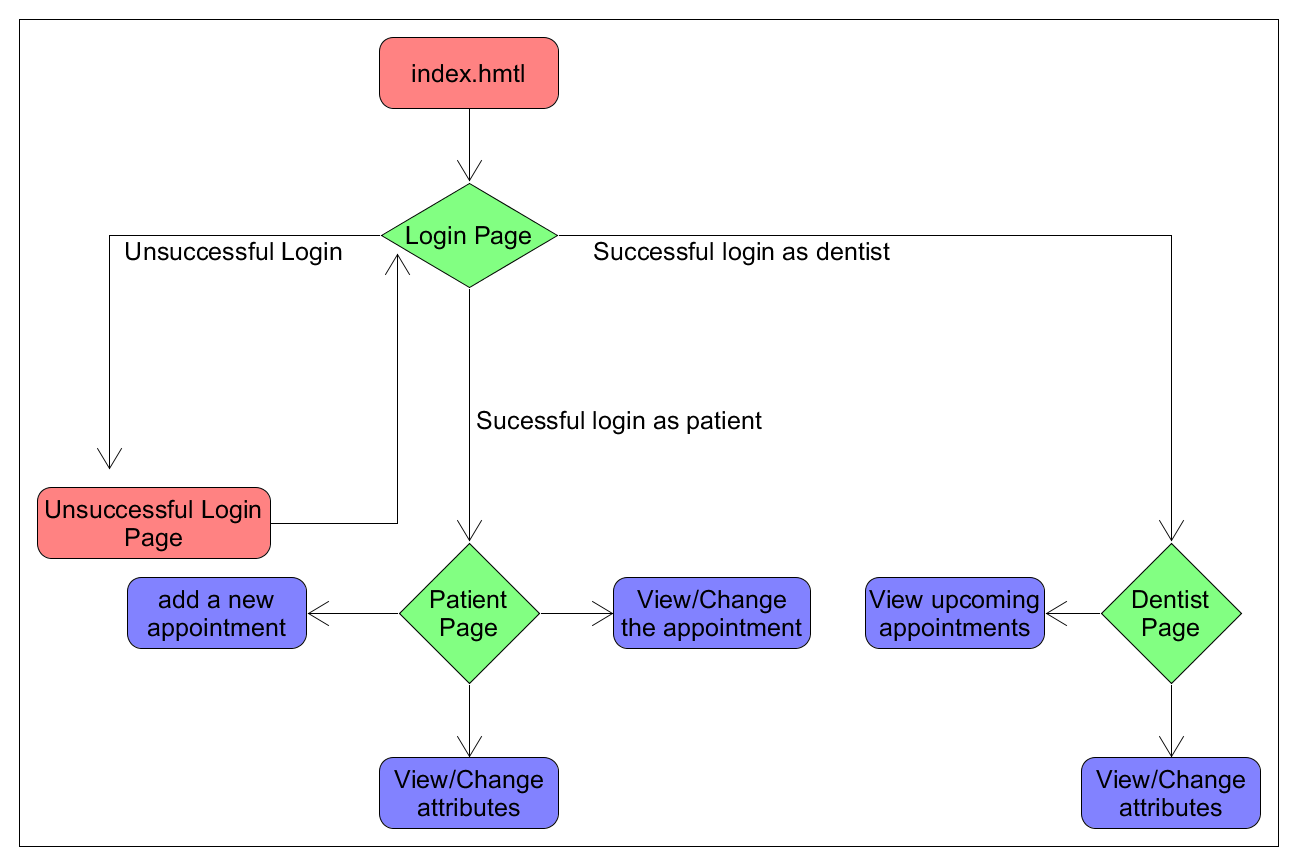 index.hmtl
Login Page
Unsuccessful Login
Successful login as dentist
Sucessful login as patient
Unsuccessful Login
Page
add a new
appointment
Patient
Page
View/Change
the appointment
View upcoming
appointments
Dentist
Page
View/Change
attributes
View/Change
attributes